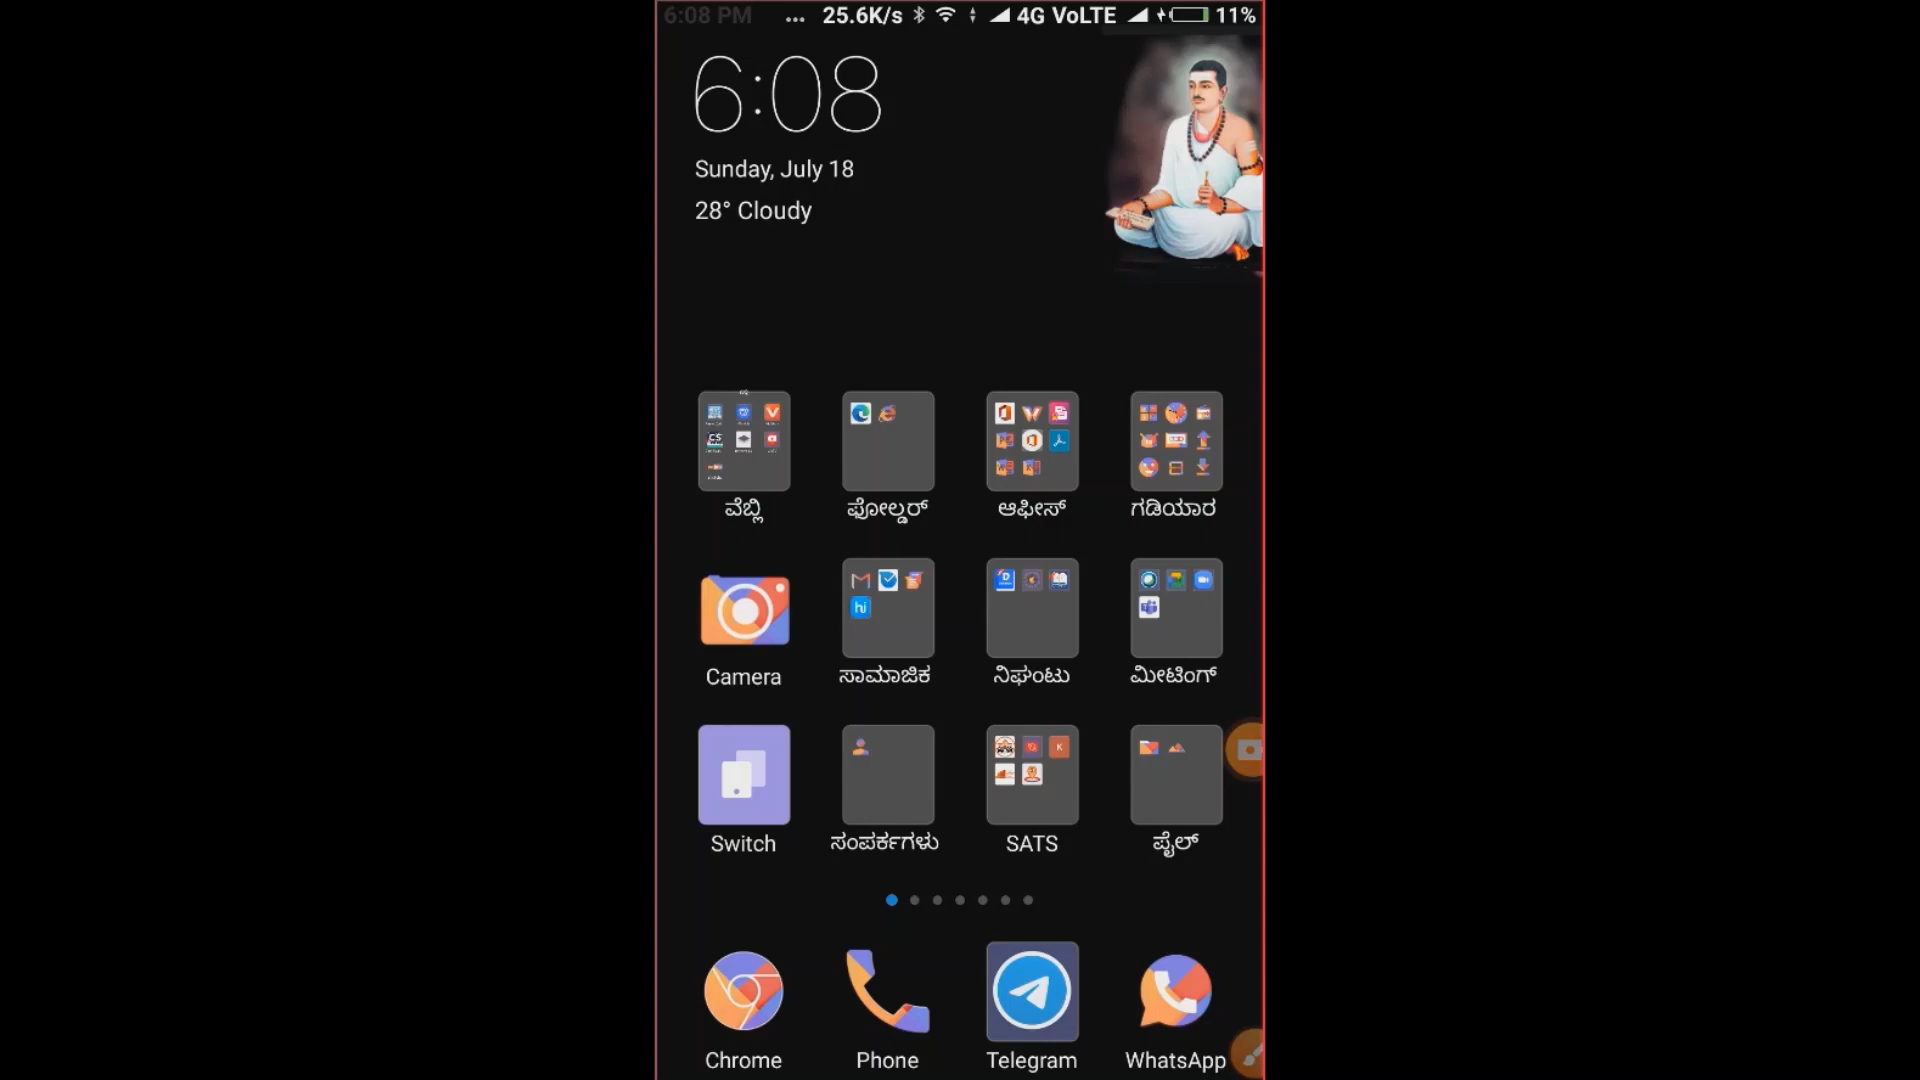 6:08 PM ... 25.6K/s 4G VoLTE 11%
6:08
Sunday, July 18
28° Cloudy
ವೆಬ್ಲಿ ಫೋಲ್ಡರ್ ಆಫೀಸ್ ಗಡಿಯಾರ
hi
Camera ಸಾಮಾಜಿಕ ನಿಘಂಟು ಮೀಟಿಂಗ್
K
Switch ಸಂಪರ್ಕಗಳು SATS ಫೈಲ್
Chrome Phone Telegram WhatsApp